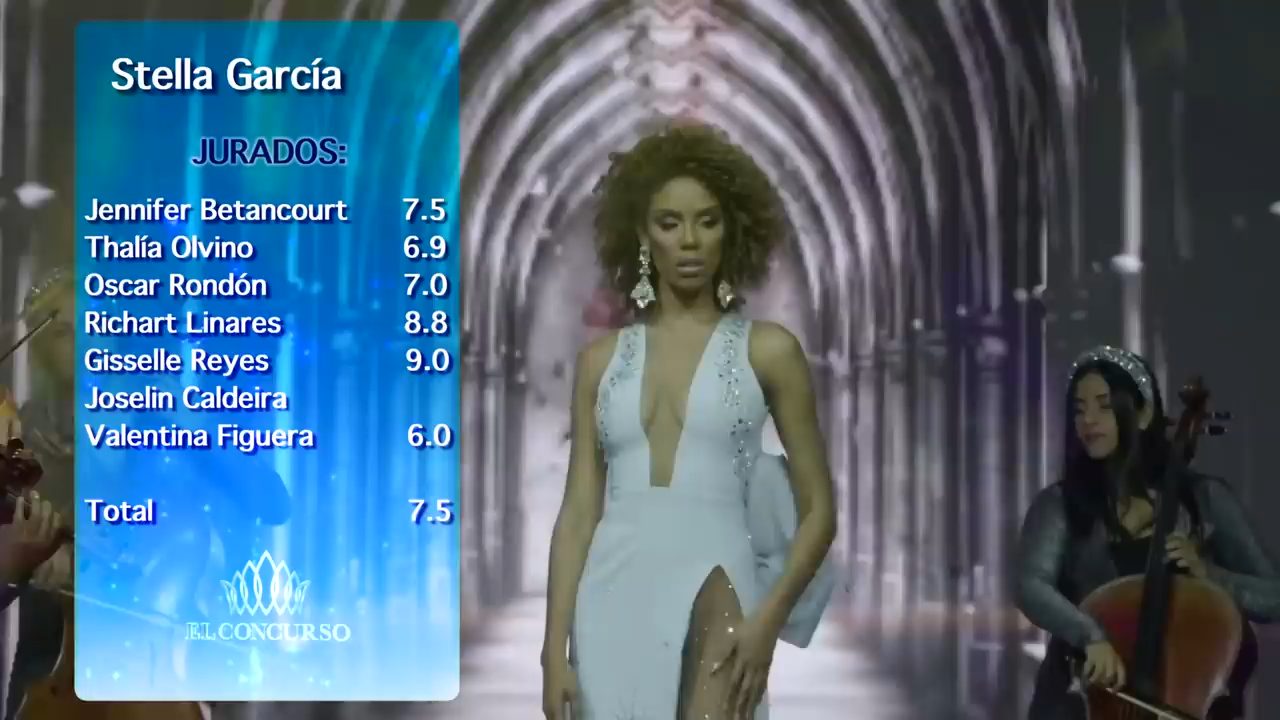 Stella García
JURADOS:
Jennifer Betancourt 7.5
Thalía Olvino 6.9
Oscar Rondón 7.0
Richart Linares 8.8
Gisselle Reyes 9.0
Joselin Caldeira
Valentina Figuera 6.0
Total 7.5
EL CONCURSO